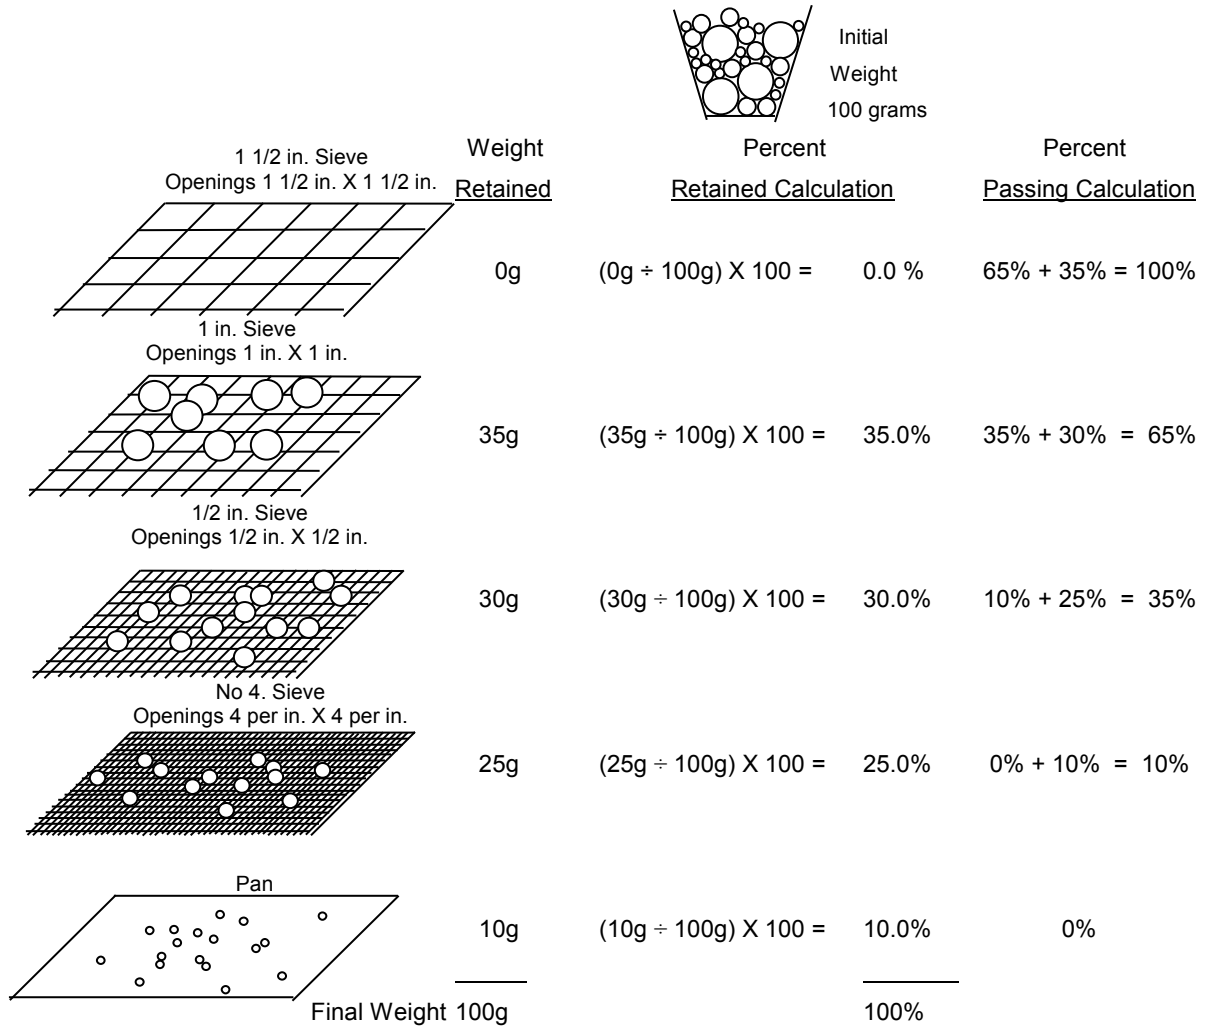 Initial
Weight
100 grams
Weight Percent Percent
Retained Retained Calculation Passing Calculation
1 1/2 in. Sieve
Openings 1 1/2 in. X 1 1/2 in.
0g (0g ÷ 100g) X 100 = 0.0 % 65% + 35% = 100%
1 in. Sieve
Openings 1 in. X 1 in.
35g (35g ÷ 100g) X 100 = 35.0% 35% + 30% = 65%
1/2 in. Sieve
Openings 1/2 in. X 1/2 in.
30g (30g ÷ 100g) X 100 = 30.0% 10% + 25% = 35%
No 4. Sieve
Openings 4 per in. X 4 per in.
25g (25g ÷ 100g) X 100 = 25.0% 0% + 10% = 10%
Pan
10g (10g ÷ 100g) X 100 = 10.0% 0%
Final Weight 100g 100%